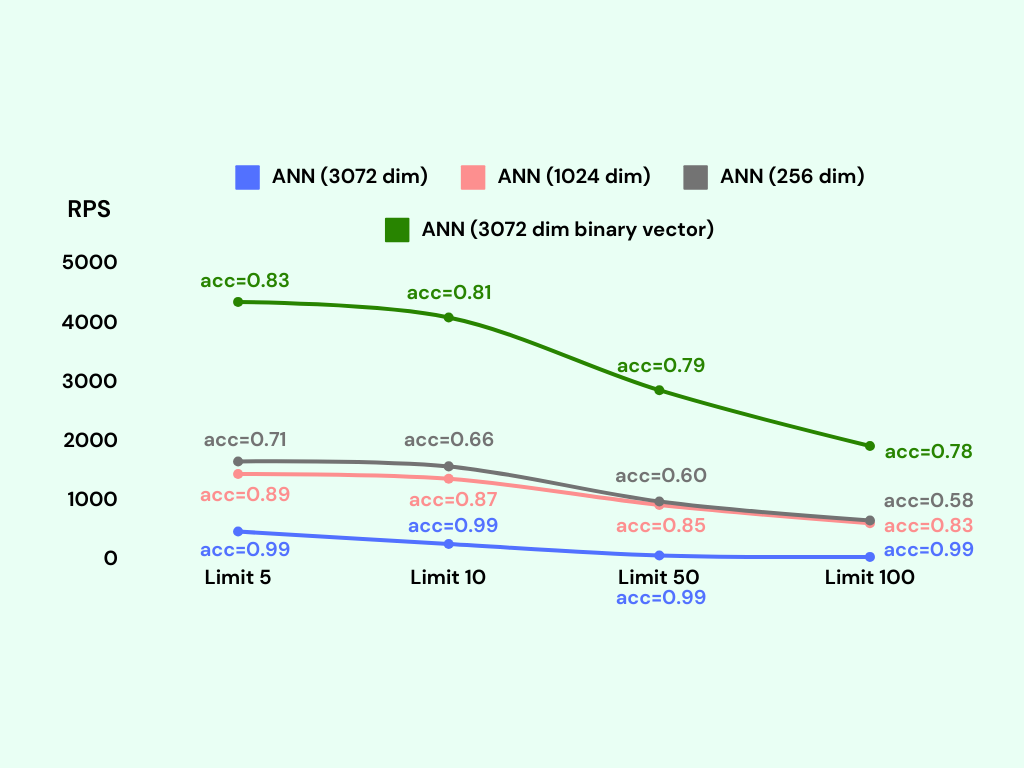 ANN (3072 dim) ANN (1024 dim) ANN (256 dim)
RPS
ANN (3072 dim binary vector)
5000
acc=0.83
acc=0.81
4000
acc=0.79
3000
2000
acc=0.71
acc=0.66
acc=0.78
acc=0.60
1000
acc=0.89
acc=0.87
acc=0.58
acc=0.99
acc=0.85
acc=0.83
0
acc=0.99
acc=0.99
Limit 5 Limit 10 Limit 50 Limit 100
acc=0.99